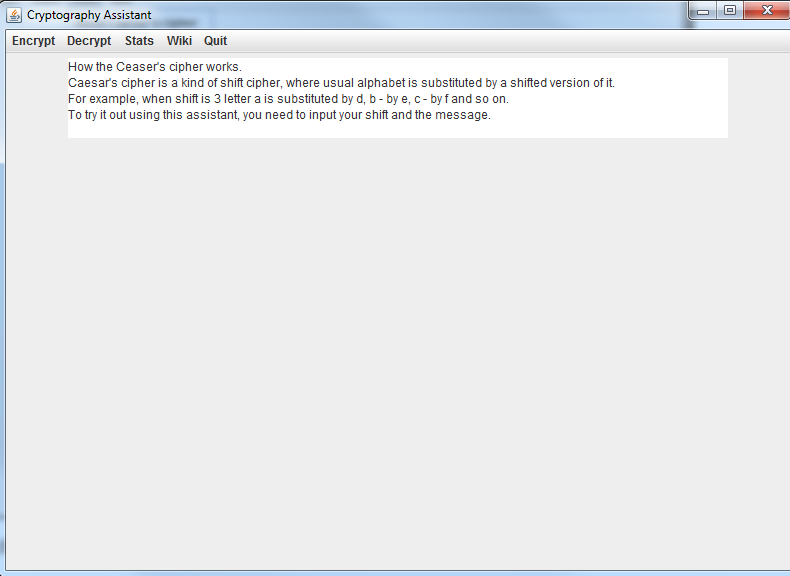 Cryptography Assistant
Encrypt Decrypt Stats Wiki Quit
How the Ceaser's cipher works.
Caesar's cipher is a kind of shift cipher, where usual alphabet is substituted by a shifted version of it.
For example, when shift is 3 letter a is substituted by d, b - by e, c - by f and so on.
To try it out using this assistant, you need to input your shift and the message.